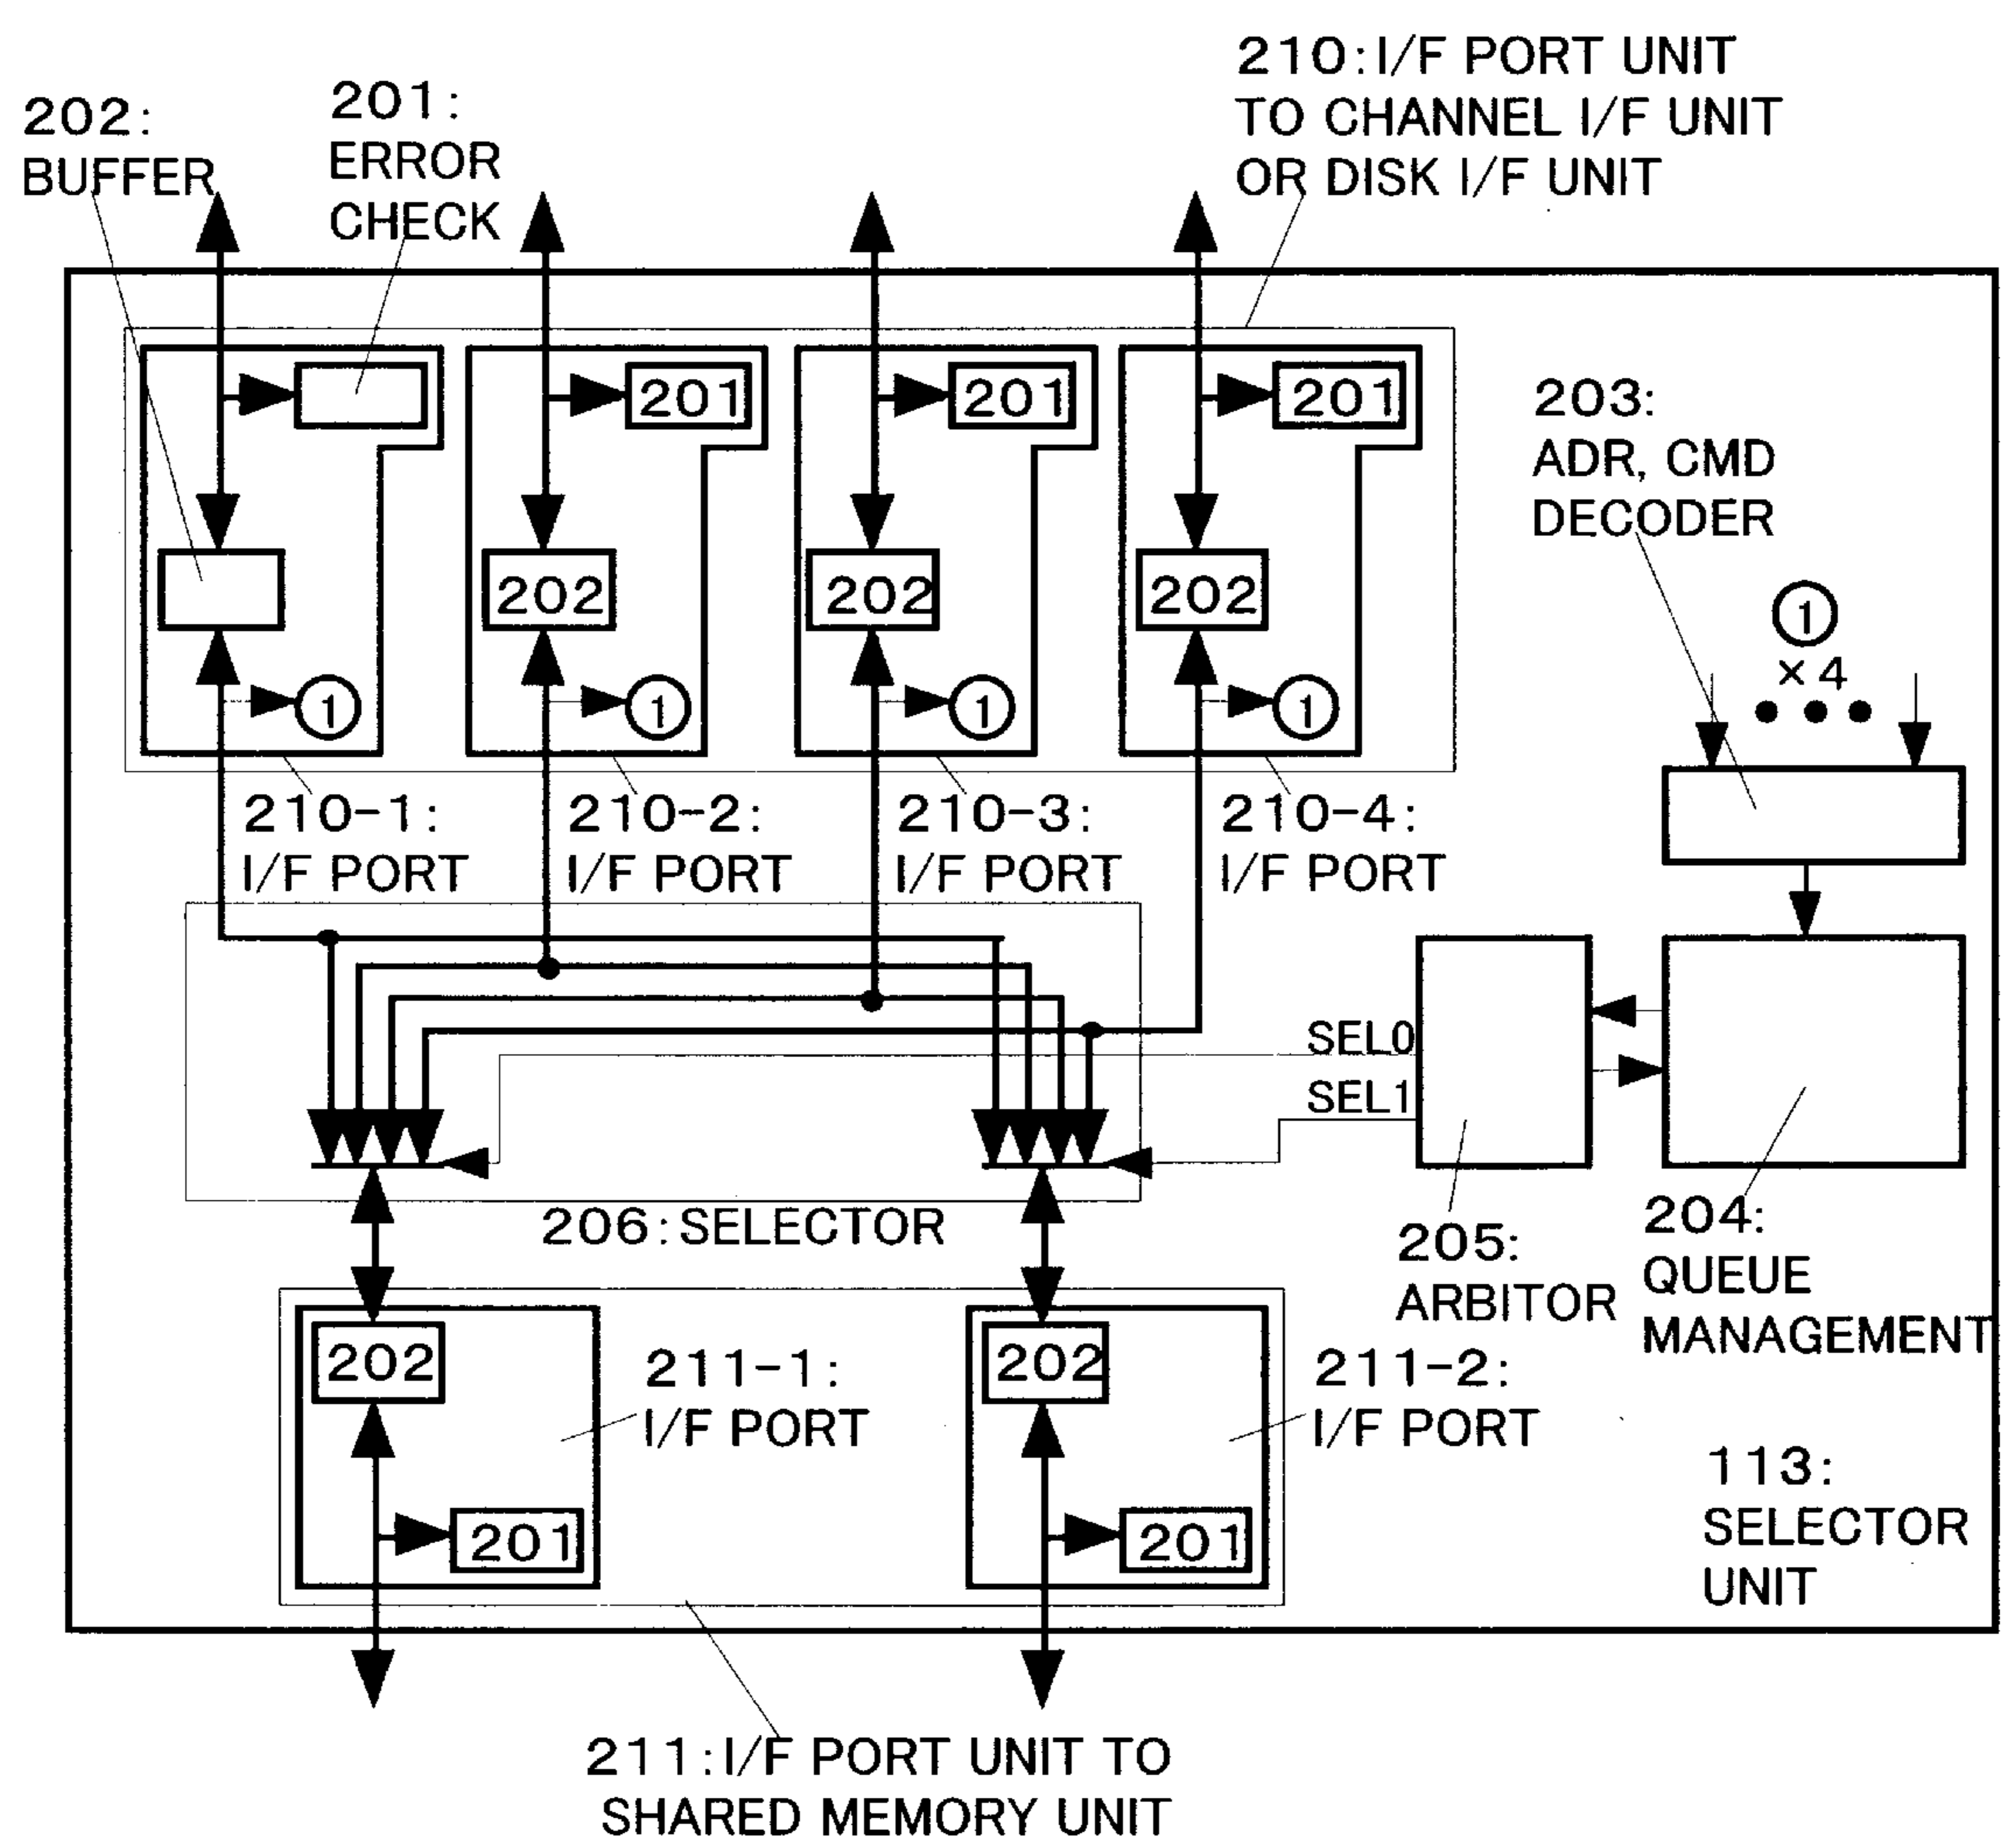 210:I/F PORT UNIT
TO CHANNEL I/F UNIT
OR DISK I/F UNIT
201:
ERROR
CHECK
202:
BUFFER
201
201
201
203:
ADR, CMD
DECODER
202
202
202
1
×4
1
1
1
1
210-1:
I/F PORT
210-2:
I/F PORT
210-3:
I/F PORT
210-4:
I/F PORT
SEL0
SEL1
206:SELECTOR
205:
ARBITOR
204:
QUEUE
MANAGEMENT
202
211-1:
I/F PORT
202
211-2:
I/F PORT
201
201
113:
SELECTOR
UNIT
211:I/F PORT UNIT TO
SHARED MEMORY UNIT